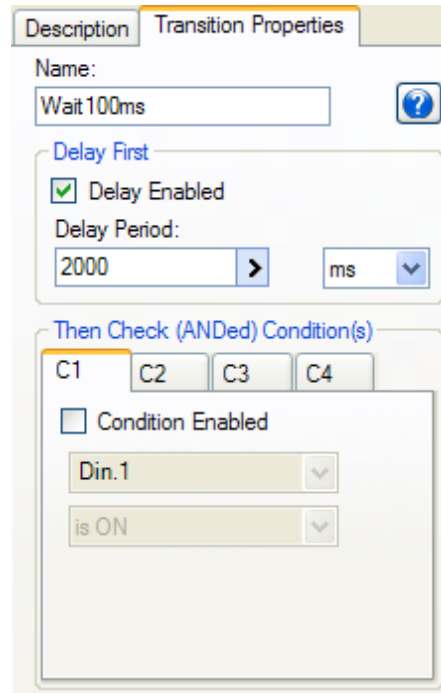 Description Transition Properties
Name:
Wait100ms
?
Delay First
Delay Enabled
Delay Period:
2000 > ms
Then Check (ANDed) Condition(s)
C1 C2 C3 C4
Condition Enabled
Din.1
is ON